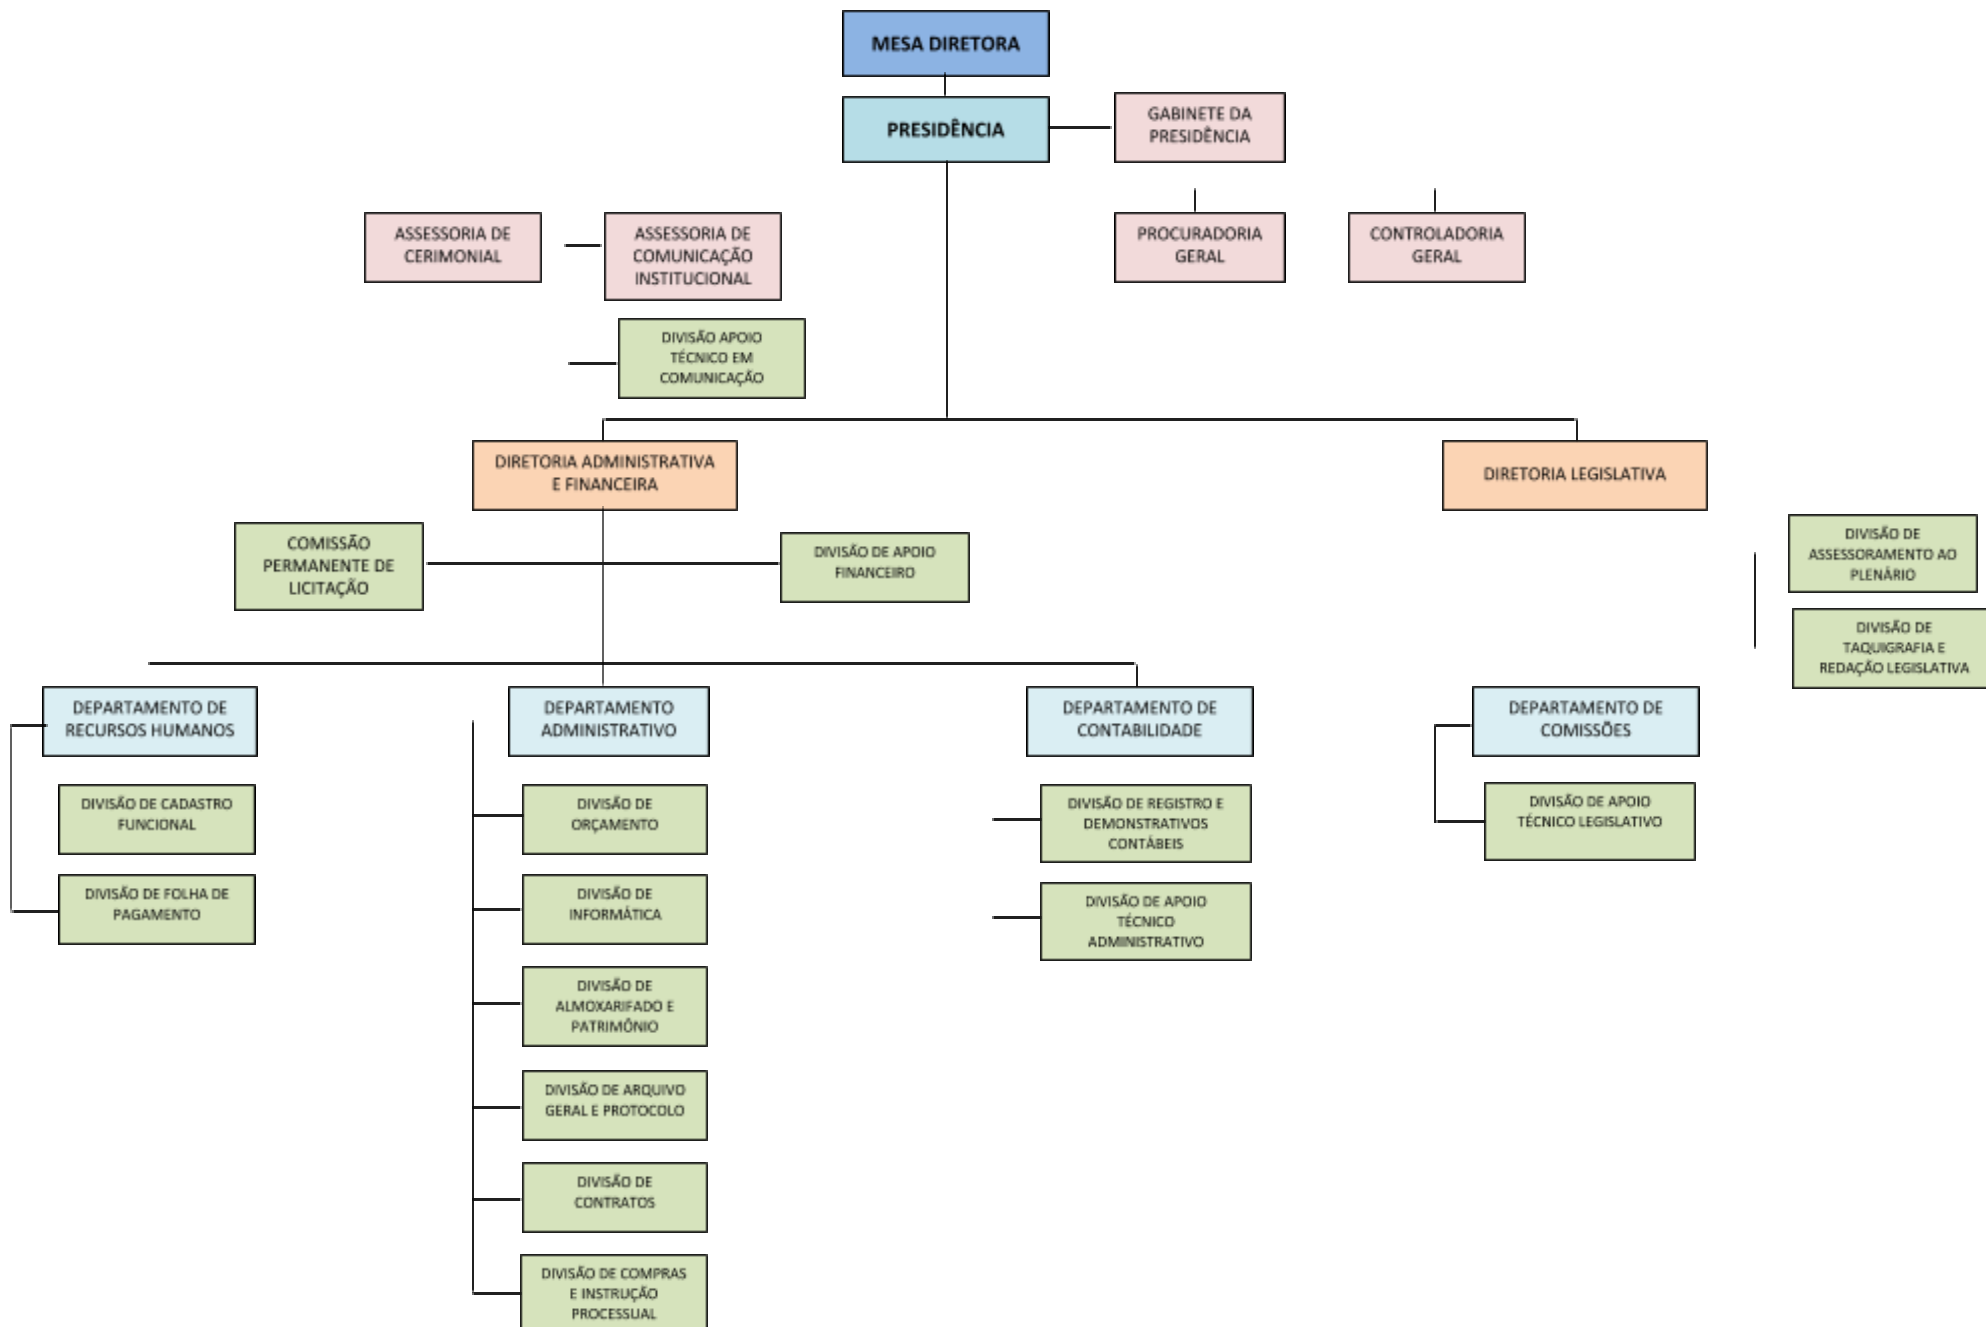 MESA DIRETORA
PRESIDÊNCIA
GABINETE DA
PRESIDÊNCIA
ASSESSORIA DE
CERIMONIAL
ASSESSORIA DE
COMUNICAÇÃO
INSTITUCIONAL
PROCURADORIA
GERAL
CONTROLADORIA
GERAL
DIVISÃO APOIO
TÉCNICO EM
COMUNICAÇÃO
DIRETORIA ADMINISTRATIVA
E FINANCEIRA
DIRETORIA LEGISLATIVA
COMISSÃO
PERMANENTE DE
LICITAÇÃO
DIVISÃO DE APOIO
FINANCEIRO
DIVISÃO DE
ASSESSORAMENTO AO
PLENÁRIO
DIVISÃO DE
TAQUIGRAFIA E
REDAÇÃO LEGISLATIVA
DEPARTAMENTO DE
RECURSOS HUMANOS
DIVISÃO DE CADASTRO
FUNCIONAL
DIVISÃO DE FOLHA DE
PAGAMENTO
DEPARTAMENTO
ADMINISTRATIVO
DIVISÃO DE
ORÇAMENTO
DIVISÃO DE
INFORMÁTICA
DIVISÃO DE
ALMOXARIFADO E
PATRIMÔNIO
DIVISÃO DE ARQUIVO
GERAL E PROTOCOLO
DIVISÃO DE
CONTRATOS
DIVISÃO DE COMPRAS
E INSTRUÇÃO
PROCESSUAL
DEPARTAMENTO DE
CONTABILIDADE
DIVISÃO DE REGISTRO E
DEMONSTRATIVOS
CONTÁBEIS
DIVISÃO DE APOIO
TÉCNICO
ADMINISTRATIVO
DEPARTAMENTO DE
COMISSÕES
DIVISÃO DE APOIO
TÉCNICO LEGISLATIVO